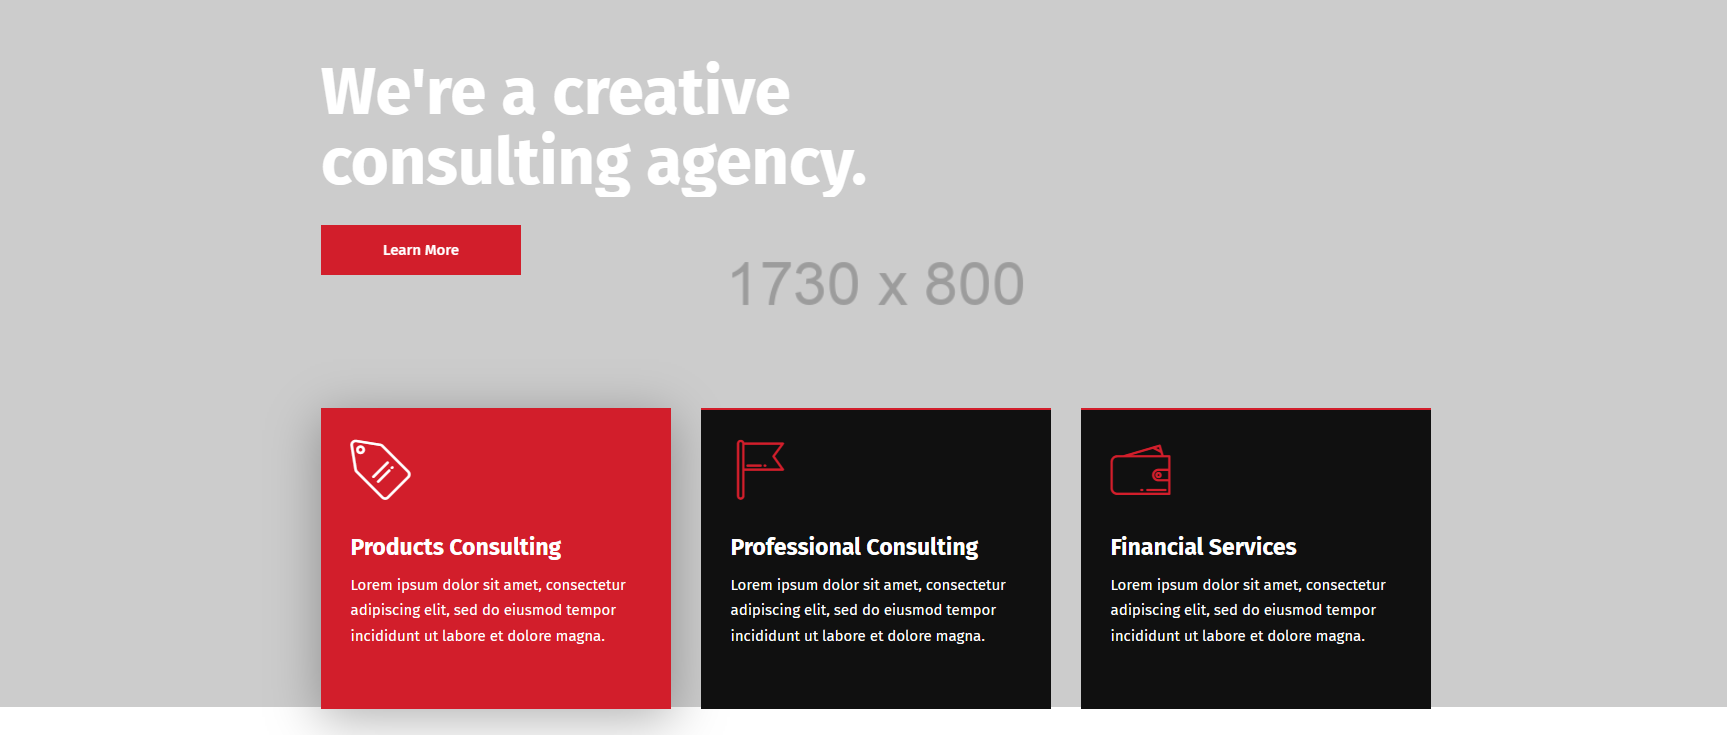 We're a creative
consulting agency.
Learn More
1730 x 800
Products Consulting
Lorem ipsum dolor sit amet, consectetur
adipiscing elit, sed do eiusmod tempor
incididunt ut labore et dolore magna.
Professional Consulting
Lorem ipsum dolor sit amet, consectetur
adipiscing elit, sed do eiusmod tempor
incididunt ut labore et dolore magna.
Financial Services
Lorem ipsum dolor sit amet, consectetur
adipiscing elit, sed do eiusmod tempor
incididunt ut labore et dolore magna.